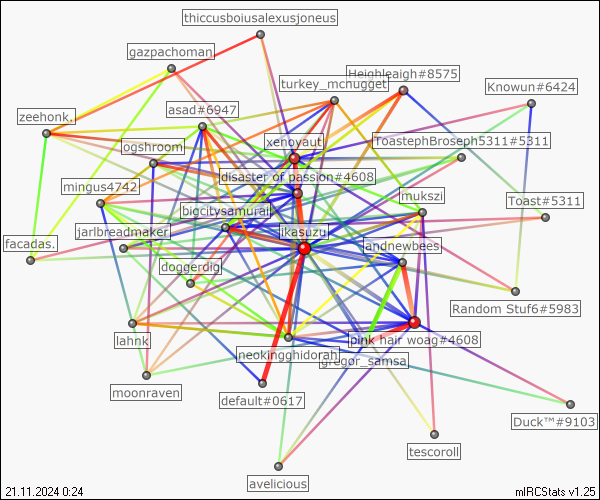 thiccusboiusalexusjoneus
gazpachoman
Heighleaigh#8575
turkey_mcnugget
Knowun#6424
asad#6947
zeehonk.
xenoyaut
ToastephBroseph5311#5311
ogshroom
disaster of passion#4608
mingus4742
mukszi
Toast#5311
bigcitysamurai
jarlbreadmaker
ikasuzu
facadas.
landnewbees
doggerdig
Random Stuf6#5983
lahnk
pink hair woag#4608
neokingghidorah
gregor_samsa
moonraven
default#0617
Duck™#9103
tescoroll
avelicious
21.11.2024 0:24
mIRCStats v1.25